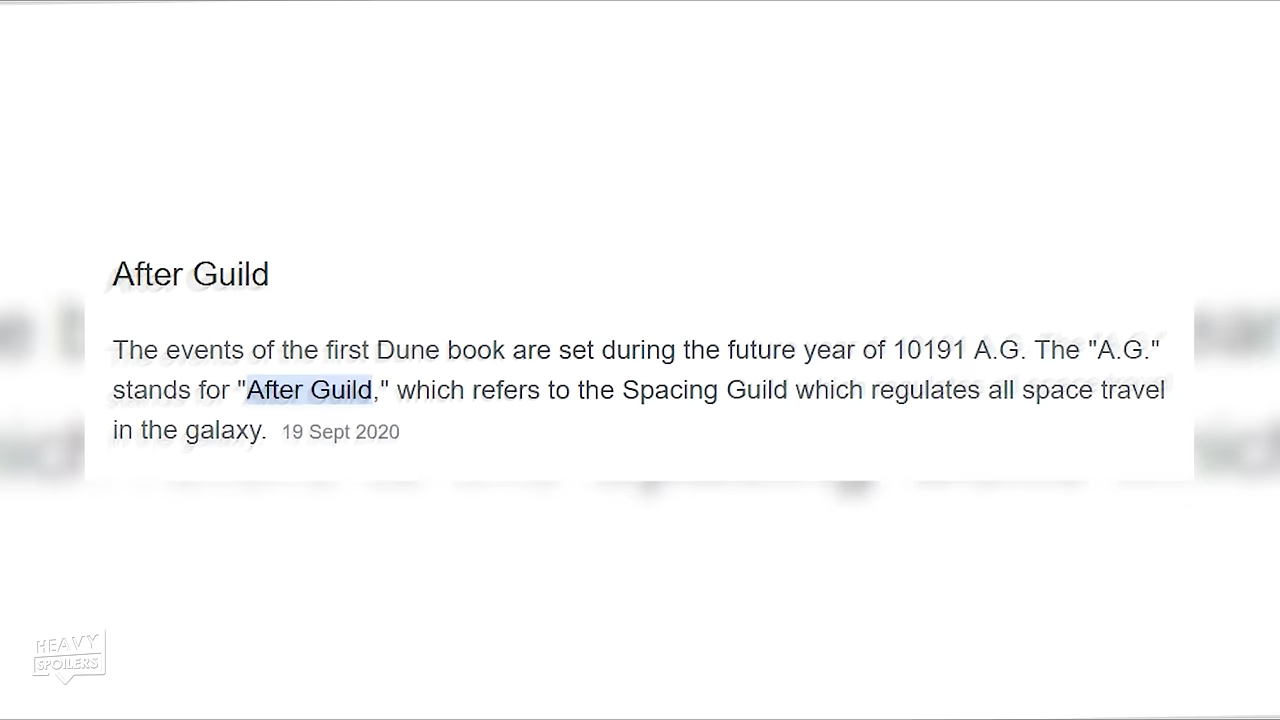 After Guild
The events of the first Dune book are set during the future year of 10191 A.G. The "A.G."
stands for "After Guild," which refers to the Spacing Guild which regulates all space travel
in the galaxy. 19 Sept 2020
HEAVY
SPOILERS